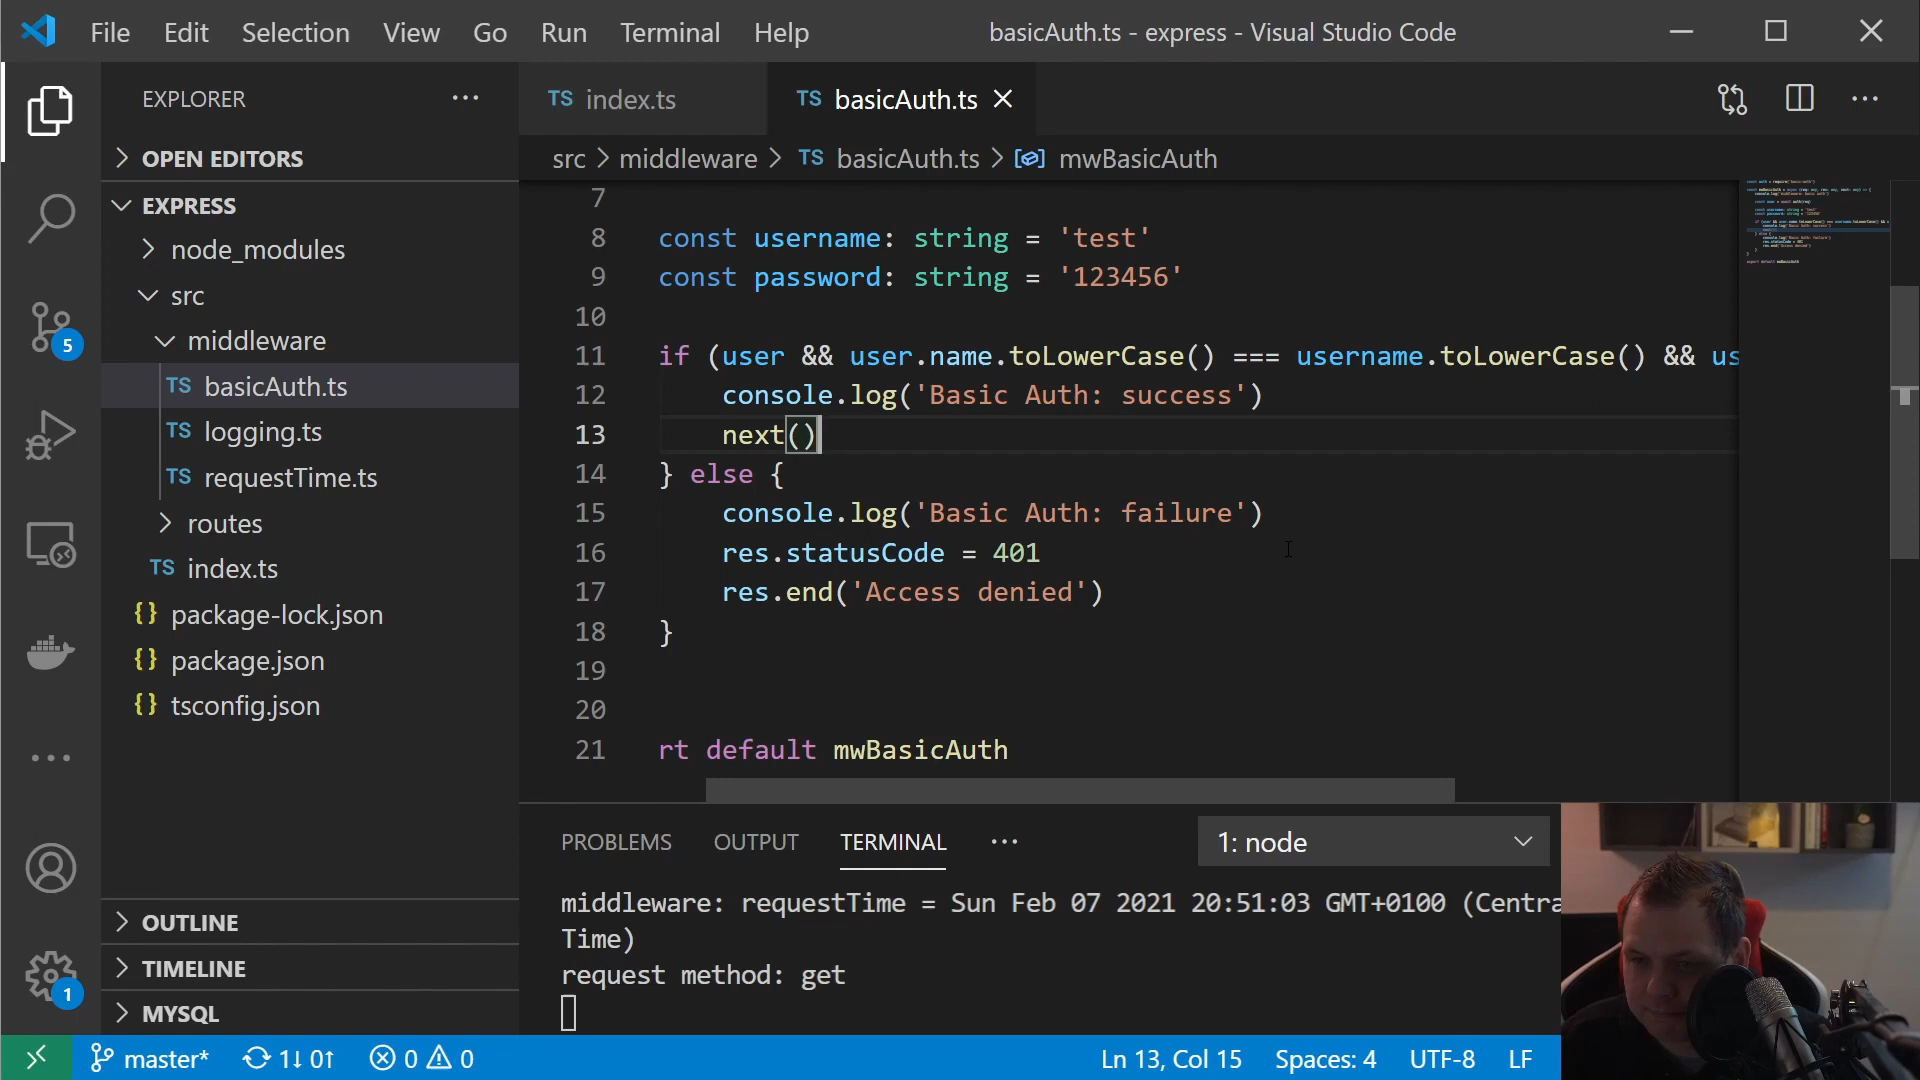 File Edit Selection View Go Run Terminal Help
basicAuth.ts - express - Visual Studio Code
EXPLORER
OPEN EDITORS
EXPRESS
node_modules
src
middleware
TS basicAuth.ts
TS logging.ts
TS requestTime.ts
routes
TS index.ts
{} package-lock.json
{} package.json
{} tsconfig.json
OUTLINE
TIMELINE
MYSQL
5
1
TS index.ts
TS basicAuth.ts
src > middleware > TS basicAuth.ts > mwBasicAuth
7
8 const username: string = 'test'
9 const password: string = '123456'
10
11 if (user && user.name.toLowerCase() === username.toLowerCase() && us
12 console.log('Basic Auth: success')
13 next()
14 } else {
15 console.log('Basic Auth: failure')
16 res.statusCode = 401
17 res.end('Access denied')
18 }
19
20
21 rt default mwBasicAuth
PROBLEMS OUTPUT TERMINAL ··· 1: node
middleware: requestTime = Sun Feb 07 2021 20:51:03 GMT+0100 (Centra
Time)
request method: get
master* 1↓ 0↑ 0 0 Ln 13, Col 15 Spaces: 4 UTF-8 LF